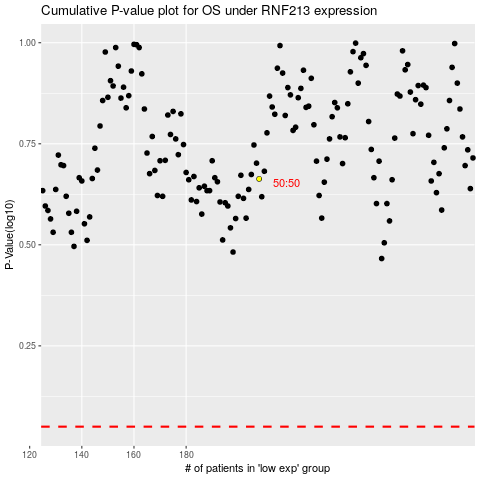 Cumulative P-value plot for OS under RNF213 expression
P-Value(log10)
1.00
0.75
0.50
0.25
50:50
120 140 160 180
# of patients in 'low exp' group